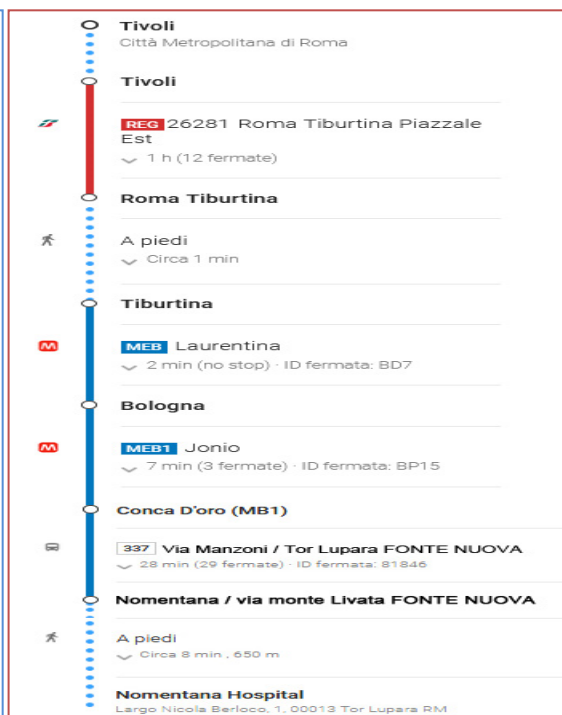 Tivoli
Città Metropolitana di Roma
Tivoli
REG 26281 Roma Tiburtina Piazzale
Est
1 h (12 fermate)
Roma Tiburtina
A piedi
Circa 1 min
Tiburtina
MEB Laurentina
2 min (no stop) · ID fermata: BD7
Bologna
MEB1 Jonio
7 min (3 fermate) · ID fermata: BP15
Conca D'oro (MB1)
337 Via Manzoni / Tor Lupara FONTE NUOVA
28 min (29 fermate) · ID fermata: 81846
Nomentana / via monte Livata FONTE NUOVA
A piedi
Circa 8 min , 650 m
Nomentana Hospital
Largo Nicola Berloco, 1, 00013 Tor Lupara RM